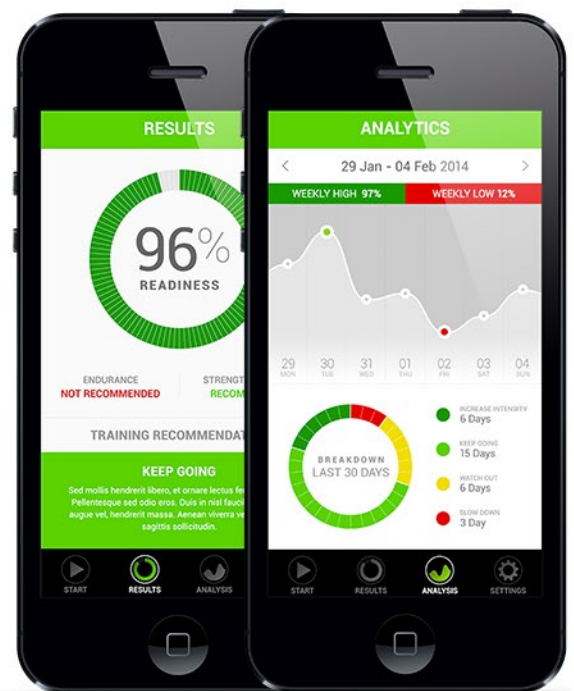 RESULTS
96%
READINESS
ENDURANCE
NOT RECOMMENDED
STRENGT
RECOM
TRAINING RECOMMENDAT
KEEP GOING
Sed mollis hendrerit libero, et ornare lectus fe
Pellentesque sed odio eros. Duis in nisl fauci
augue vel, hendrerit massa. Aenean viverra ve
sagittis sollicitudin.
START
RESULTS
ANALYSIS
ANALYTICS
29 Jan - 04 Feb 2014
WEEKLY HIGH 97%
WEEKLY LOW 12%
29 30 31 01 02 03 04
MON TUE WED THU FRI SAT SUN
BREAKDOWN
LAST 30 DAYS
INCREASE INTENSITY
6 Days
KEEP GOING
15 Days
WATCH OUT
6 Days
SLOW DOWN
3 Day
START
RESULTS
ANALYSIS
SETTINGS